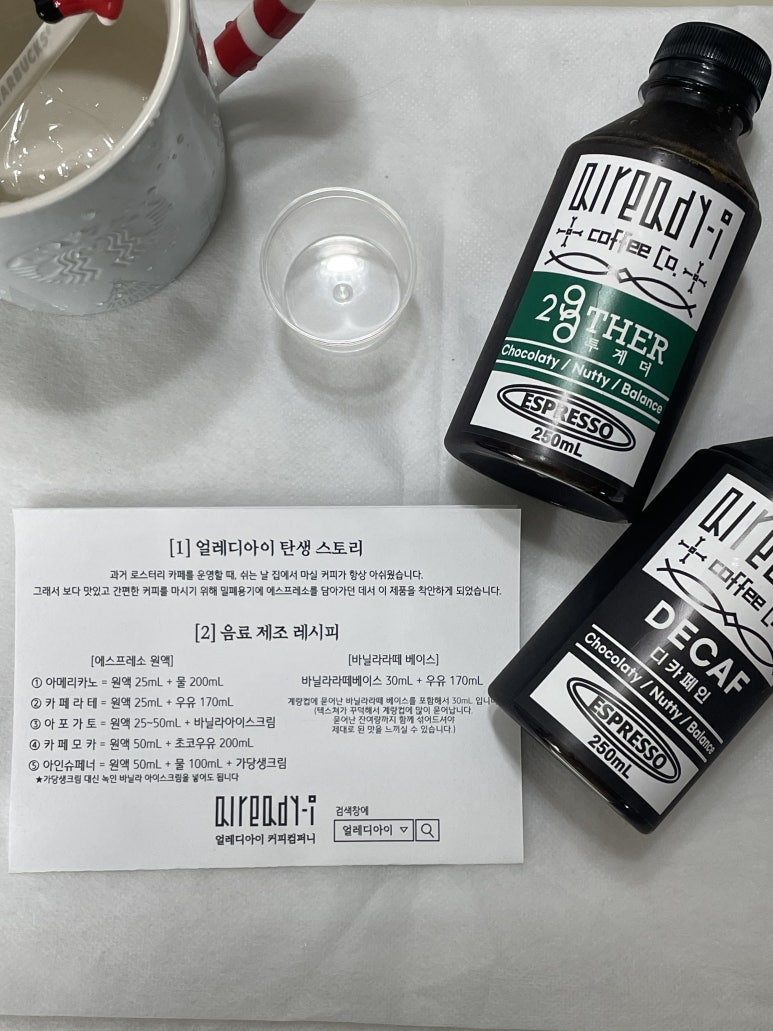 STARBUCKS
already-i
coffee Co.
2gTHER
투게더
Chocolaty / Nutty / Balance
ESPRESSO
250mL
coffee
DECAF
디카페인
Chocolaty / Nutty / Balance
ESPRESSO
250mL
[1] 얼레디아이 탄생 스토리
과거 로스터리 카페를 운영할 때, 쉬는 날 집에서 마실 커피가 항상 아쉬웠습니다.
그래서 보다 맛있고 간편한 커피를 마시기 위해 밀폐용기에 에스프레소를 담아가던 데서 이 제품을 착안하게 되었습니다.
[2] 음료 제조 레시피
[에스프레소 원액]
① 아메리카노 = 원액 25mL + 물 200mL
② 카페라테 = 원액 25mL + 우유 170mL
③ 아포가토 = 원액 25~50mL + 바닐라아이스크림
④ 카페모카 = 원액 50mL + 초코우유 200mL
⑤ 아인슈페너 = 원액 50mL + 물 100mL + 가당생크림
★가당생크림 대신 녹인 바닐라 아이스크림을 넣어도 됩니다
[바닐라라떼 베이스]
바닐라라떼베이스 30mL + 우유 170mL
계량컵에 묻어난 바닐라라떼 베이스를 포함해서 30mL 입니
(텍스쳐가 꾸덕해서 계량컵에 많이 묻어납니다.
묻어난 잔여량까지 함께 섞어드셔야
제대로 된 맛을 느끼실 수 있습니다.)
already-i
얼레디아이 커피컴퍼니
검색창에
얼레디아이